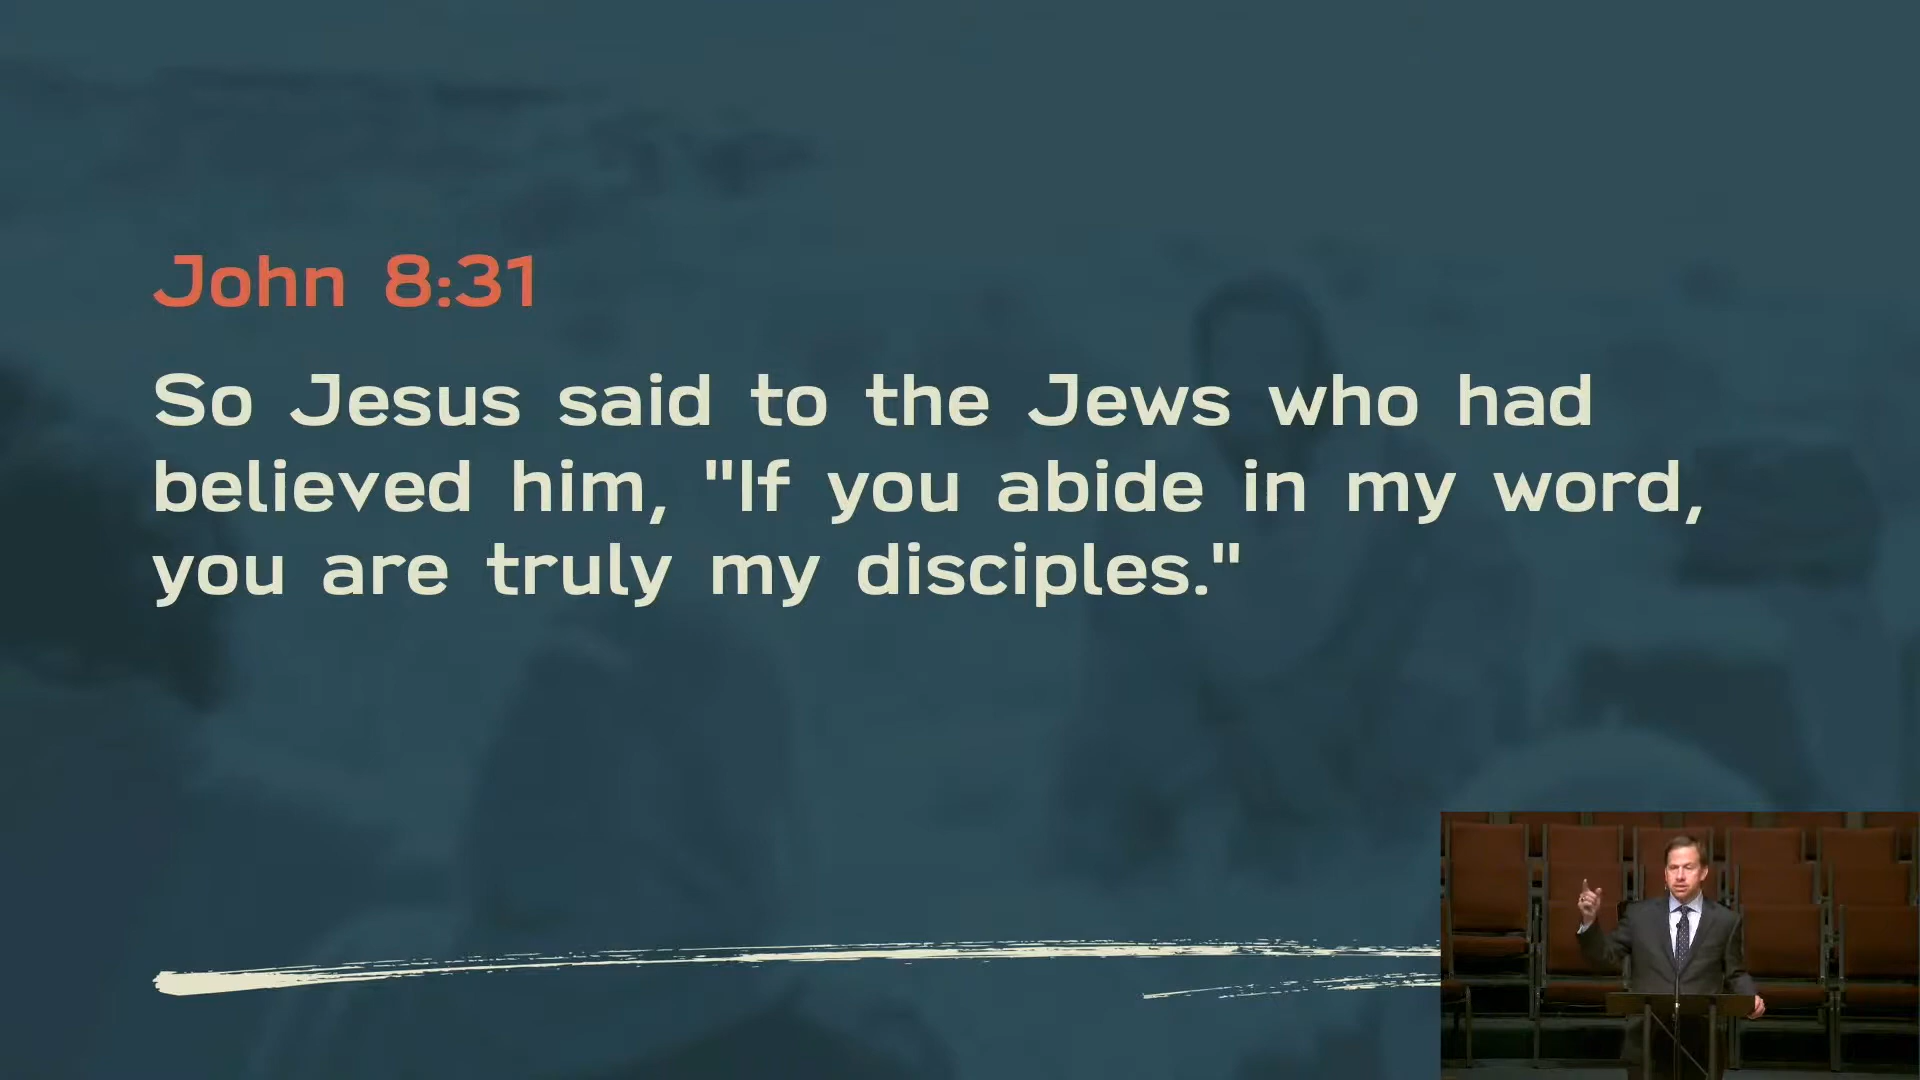 John 8:31
So Jesus said to the Jews who had
believed him, "If you abide in my word,
you are truly my disciples."